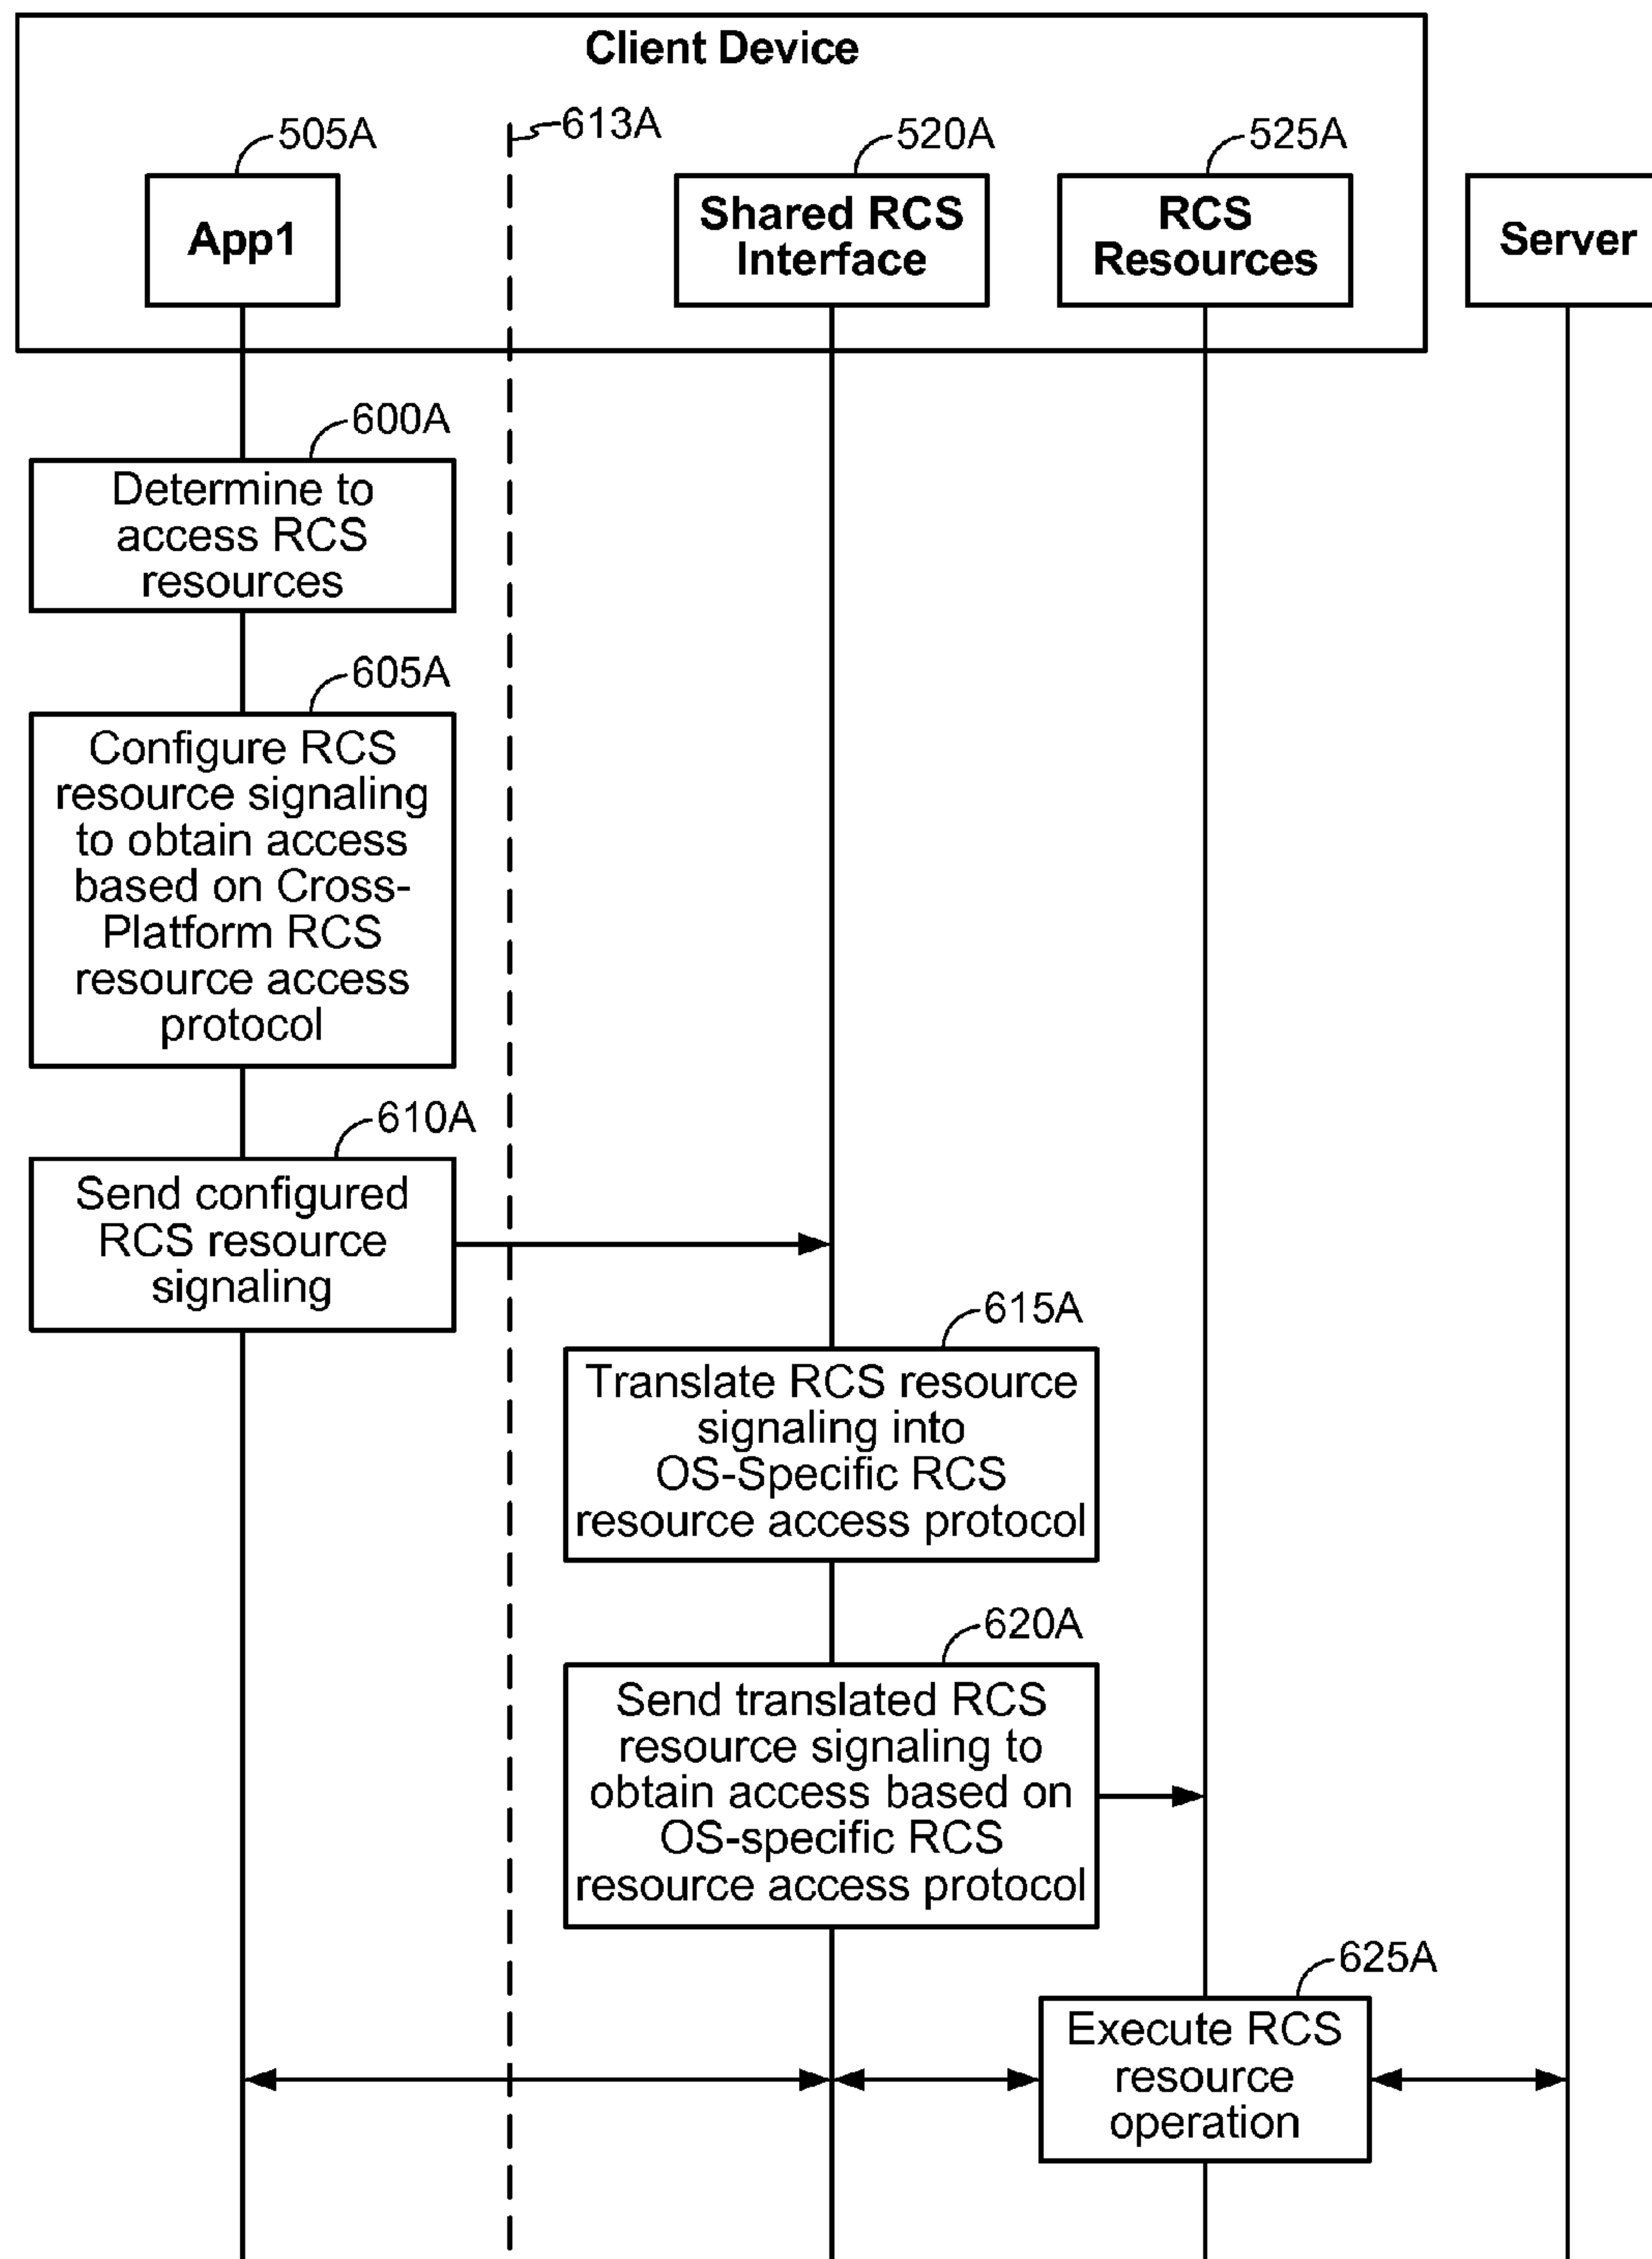 Client Device
505A
613A
520A
525A
App1
Shared RCS
Interface
RCS
Resources
Server
600A
Determine to
access RCS
resources
605A
Configure RCS
resource signaling
to obtain access
based on Cross-
Platform RCS
resource access
protocol
610A
Send configured
RCS resource
signaling
615A
Translate RCS resource
signaling into
OS-Specific RCS
resource access protocol
620A
Send translated RCS
resource signaling to
obtain access based on
OS-specific RCS
resource access protocol
625A
Execute RCS
resource
operation